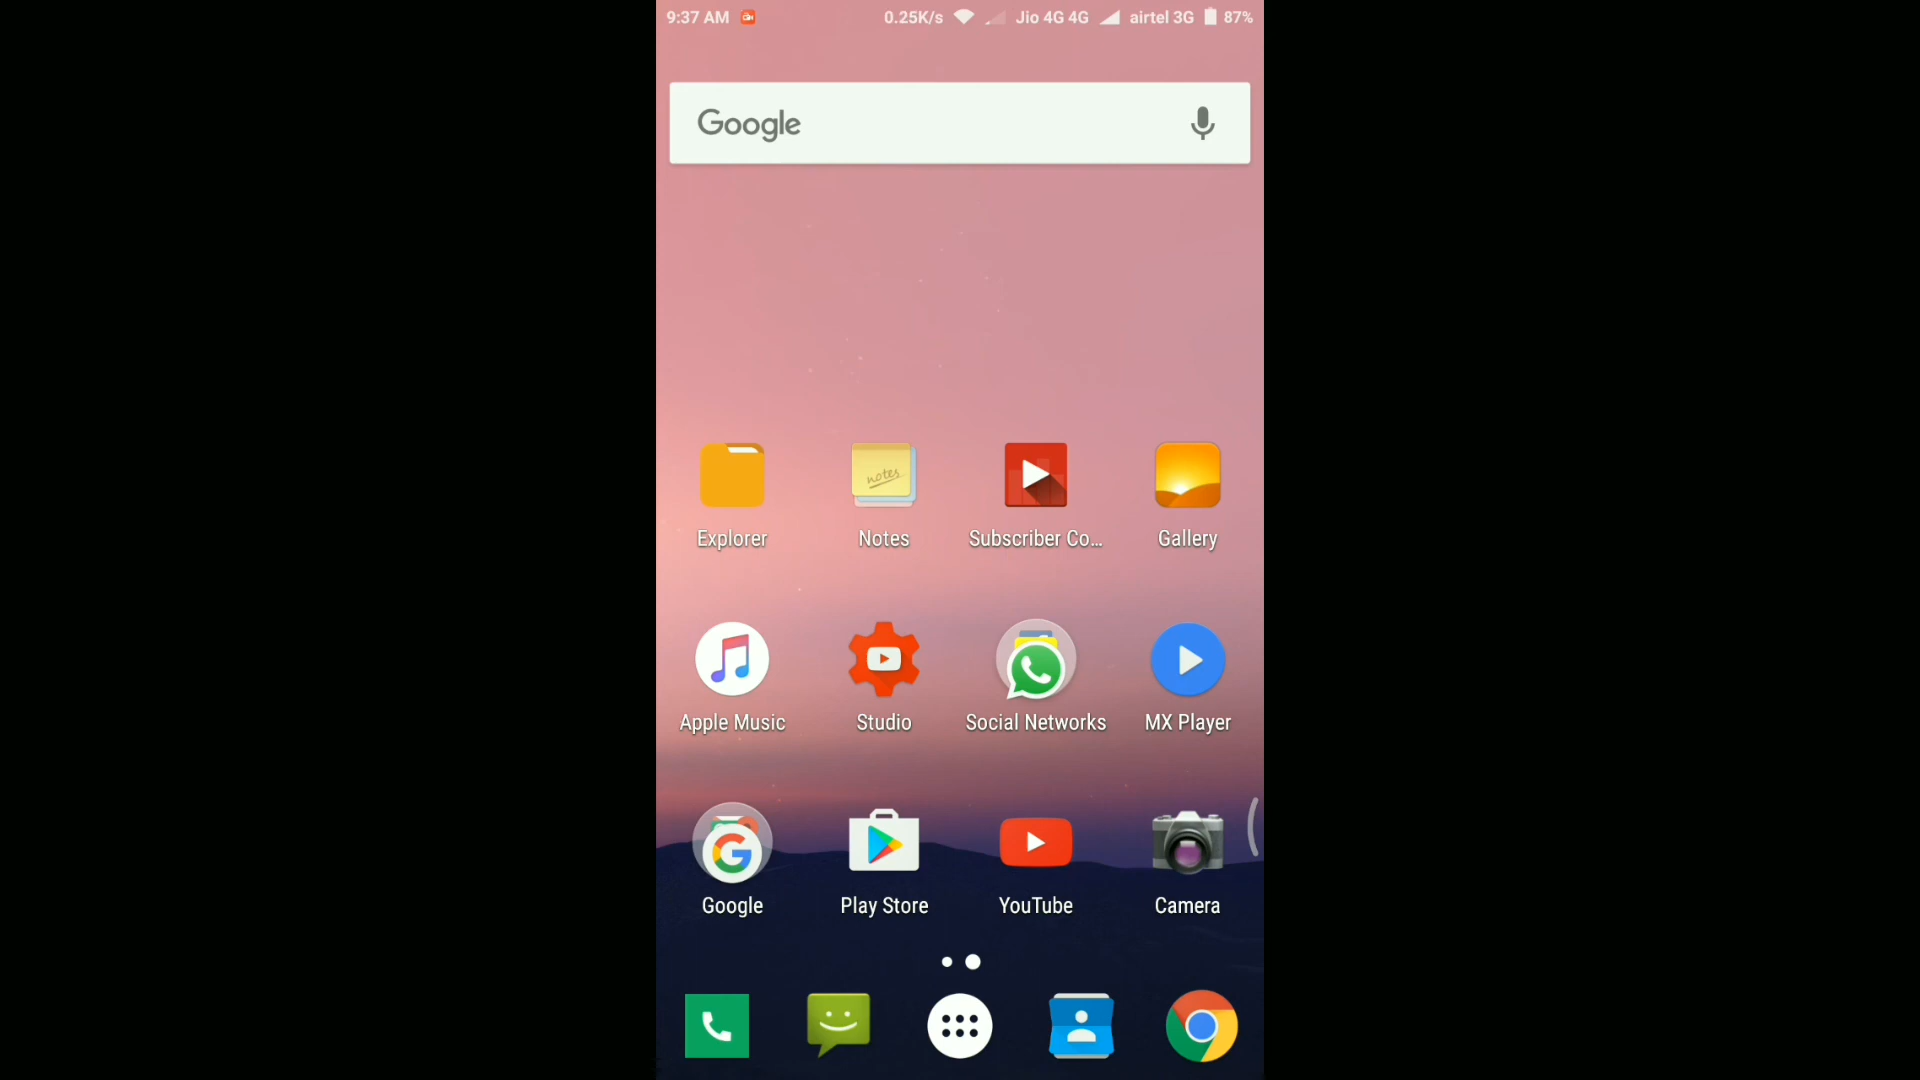 9:37 AM 0.25K/s Jio 4G 4G airtel 3G 87%
Google
notes
Explorer Notes Subscriber Co... Gallery
Apple Music Studio Social Networks MX Player
Google Play Store YouTube Camera